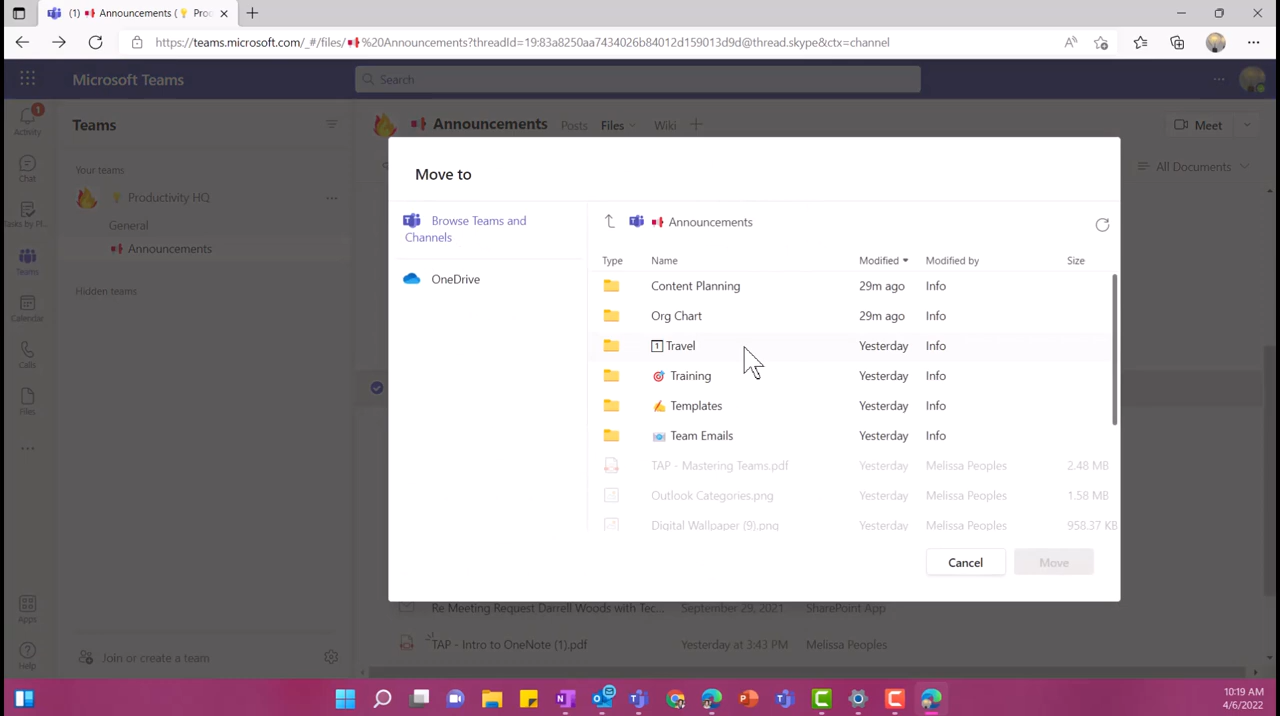 (1) Announcements ( Pro
https://teams.microsoft.com/_#/files/%20Announcements?threadId=19:83a8250aa7434026b84012d159013d9d@thread.skype&ctx=channel
Microsoft Teams
Search
Activity
1
Chat
Tasks by Pl...
Teams
Calendar
Calls
Files
Apps
Help
Teams
Your teams
Productivity HQ
General
Announcements
Hidden teams
Join or create a team
Announcements Posts Files Wiki
Meet
All Documents
Move to
Browse Teams and
Channels
OneDrive
Announcements
Type Name Modified Modified by Size
Content Planning 29m ago Info
Org Chart 29m ago Info
1 Travel Yesterday Info
Training Yesterday Info
Templates Yesterday Info
Team Emails Yesterday Info
TAP - Mastering Teams.pdf Yesterday Melissa Peoples 2.48 MB
Outlook Categories.png Yesterday Melissa Peoples 1.58 MB
Digital Wallpaper (9).png Yesterday Melissa Peoples 958.37 KB
Cancel Move
Re Meeting Request Darrell Woods with Tec... September 29, 2021 SharePoint App
TAP - Intro to OneNote (1).pdf Yesterday at 3:43 PM Melissa Peoples
10:19 AM
4/6/2022